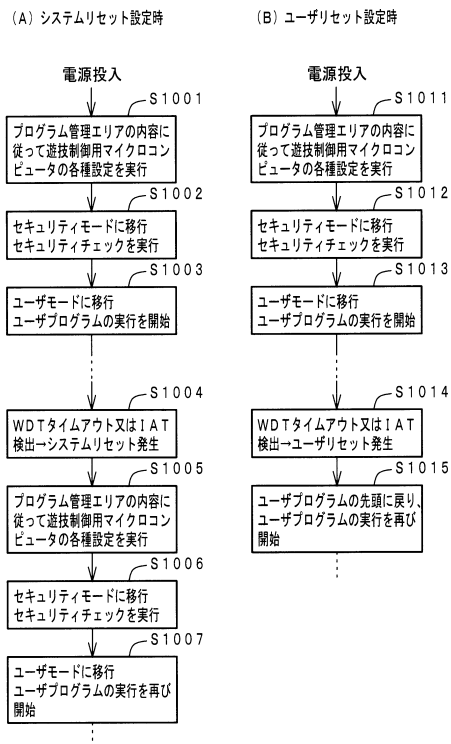 (A) システムリセット設定時
電源投入
S1001
プログラム管理エリアの内容に
従って遊技制御用マイクロコン
ピュータの各種設定を実行
S1002
セキュリティモードに移行
セキュリティチェックを実行
S1003
ユーザモードに移行
ユーザプログラムの実行を開始
S1004
WDTタイムアウト又はIAT
検出→システムリセット発生
S1005
プログラム管理エリアの内容に
従って遊技制御用マイクロコン
ピュータの各種設定を実行
S1006
セキュリティモードに移行
セキュリティチェックを実行
S1007
ユーザモードに移行
ユーザプログラムの実行を再び
開始
(B) ユーザリセット設定時
電源投入
S1011
プログラム管理エリアの内容に
従って遊技制御用マイクロコン
ピュータの各種設定を実行
S1012
セキュリティモードに移行
セキュリティチェックを実行
S1013
ユーザモードに移行
ユーザプログラムの実行を開始
S1014
WDTタイムアウト又はIAT
検出→ユーザリセット発生
S1015
ユーザプログラムの先頭に戻り、
ユーザプログラムの実行を再び
開始